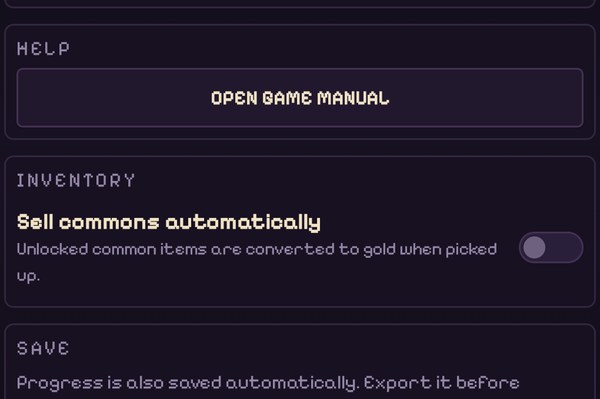 HELP
OPEN GAME MANUAL
INVENTORY
Sell commons automatically
Unlocked common items are converted to gold when picked
up.
SAVE
Progress is also saved automatically. Export it before